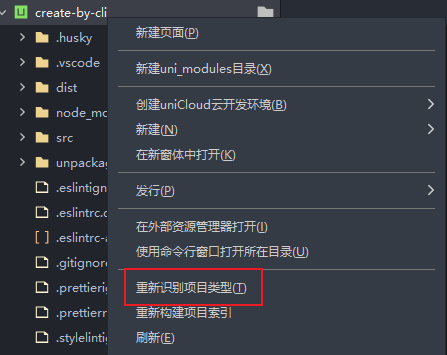 create-by-cli
.husky
新建页面(P)
.vscode
新建uni_modules目录(X)
dist
node_mo
创建uniCloud云开发环境(B)
src
新建(N)
在新窗体中打开(K)
unpackag
.eslintign
发行(P)
.eslintrc.c
在外部资源管理器打开(I)
.eslintrc-a
使用命令行窗口打开所在目录(U)
.gitignore
重新识别项目类型(T)
.prettierig
重新构建项目索引
.prettierr
刷新(E)
.stylelintig